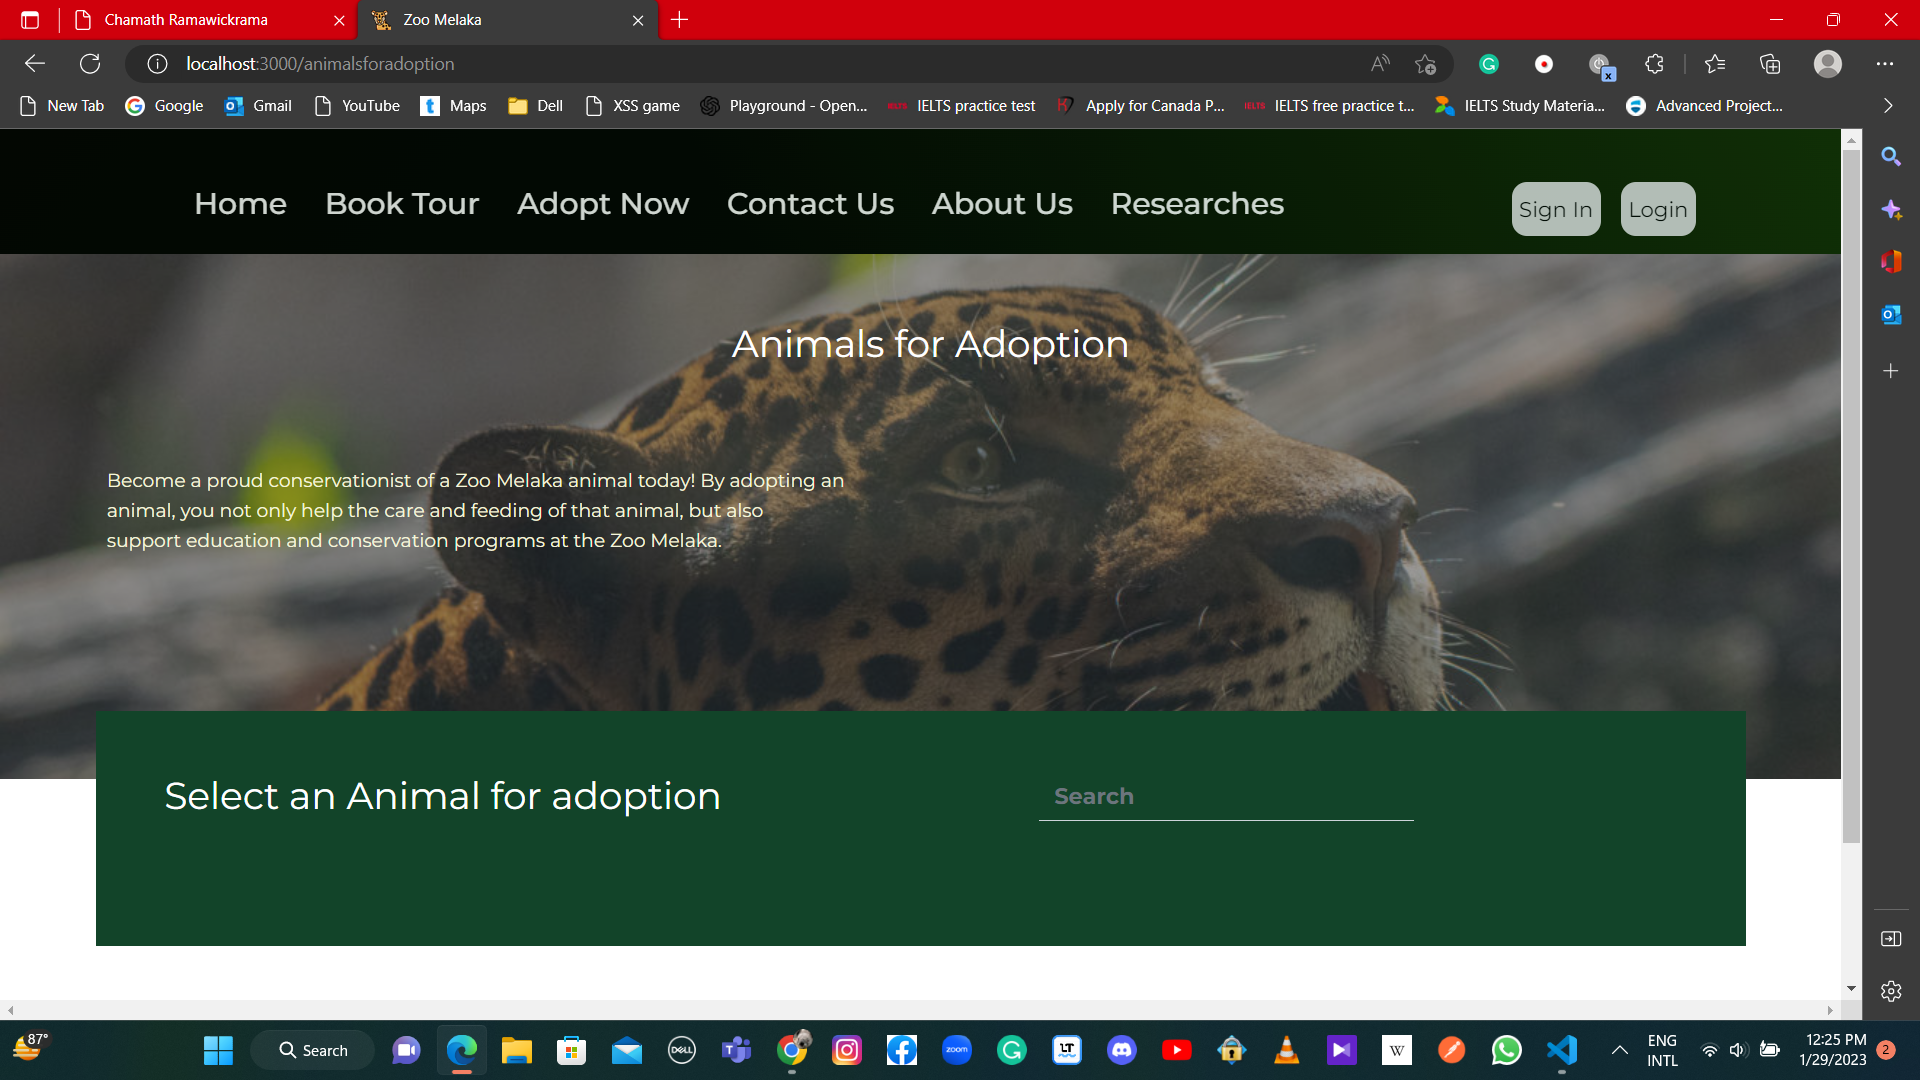 Chamath Ramawickrama
Zoo Melaka
localhost:3000/animalsforadoption
New Tab
Google
Gmail
YouTube
Maps
Dell
XSS game
Playground - Open...
IELTS practice test
Apply for Canada P...
IELTS free practice t...
IELTS Study Materia...
Advanced Project...
Home
Book Tour
Adopt Now
Contact Us
About Us
Researches
Sign In
Login
Animals for Adoption
Become a proud conservationist of a Zoo Melaka animal today! By adopting an
animal, you not only help the care and feeding of that animal, but also
support education and conservation programs at the Zoo Melaka.
Select an Animal for adoption
Search
87°
Search
DELL
zoom
LT
W
ENG
INTL
12:25 PM
1/29/2023
2